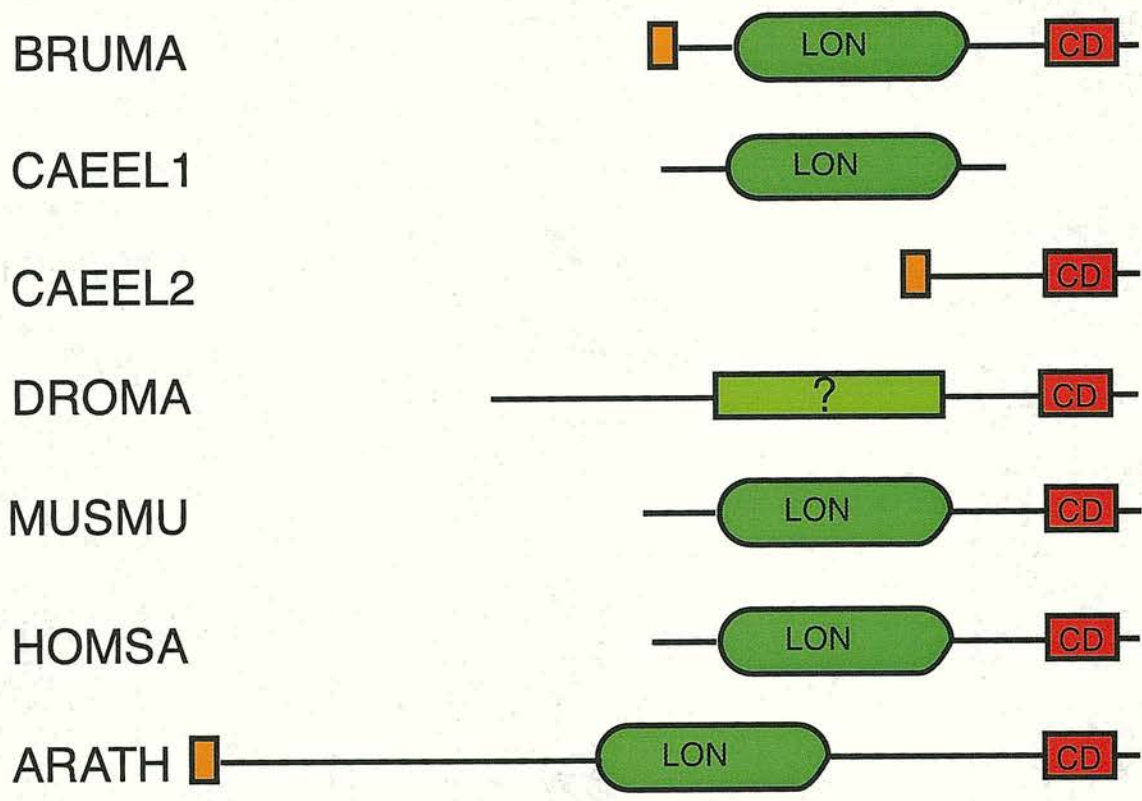 BRUMA LON CD
CAEEL1 LON
CAEEL2 CD
DROMA ? CD
MUSMU LON CD
HOMSA LON CD
ARATH LON CD